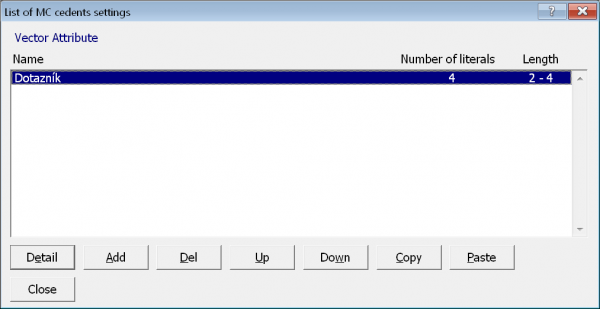 List of MC cedents settings
Vector Attribute
Name Number of literals Length
Dotazník 4 2 - 4
Detail Add Del Up Down Copy Paste
Close